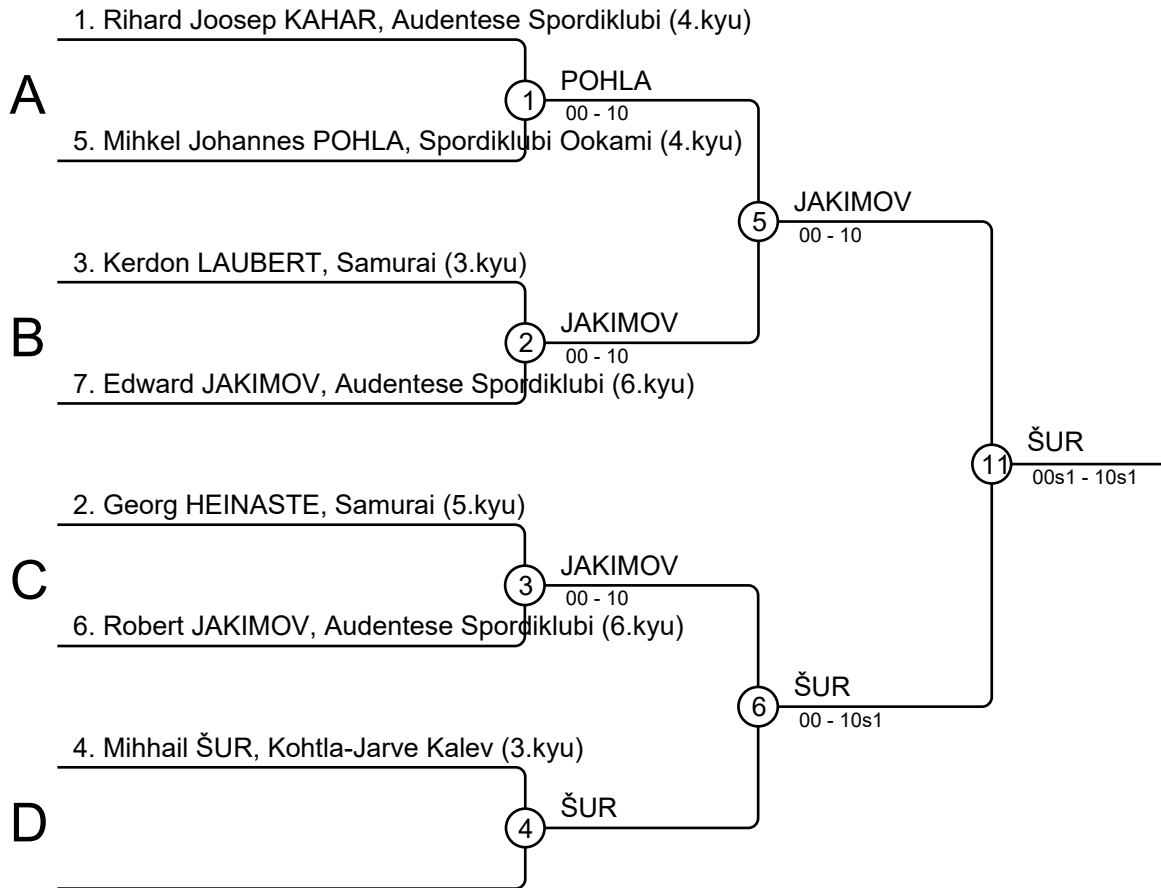 1. Rihard Joosep KAHAR, Audentese Spordiklubi (4.kyu)
A
1
POHLA
00 - 10
5. Mihkel Johannes POHLA, Spordiklubi Ookami (4.kyu)
5
JAKIMOV
00 - 10
3. Kerdon LAUBERT, Samurai (3.kyu)
B
2
JAKIMOV
00 - 10
7. Edward JAKIMOV, Audentese Spordiklubi (6.kyu)
11
ŠUR
00s1 - 10s1
2. Georg HEINASTE, Samurai (5.kyu)
C
3
JAKIMOV
00 - 10
6. Robert JAKIMOV, Audentese Spordiklubi (6.kyu)
6
ŠUR
00 - 10s1
4. Mihhail ŠUR, Kohtla-Jarve Kalev (3.kyu)
D
4
ŠUR